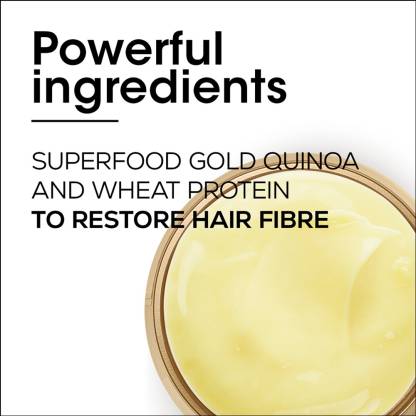 Powerful
ingredients
SUPERFOOD GOLD QUINOA
AND WHEAT PROTEIN
TO RESTORE HAIR FIBRE